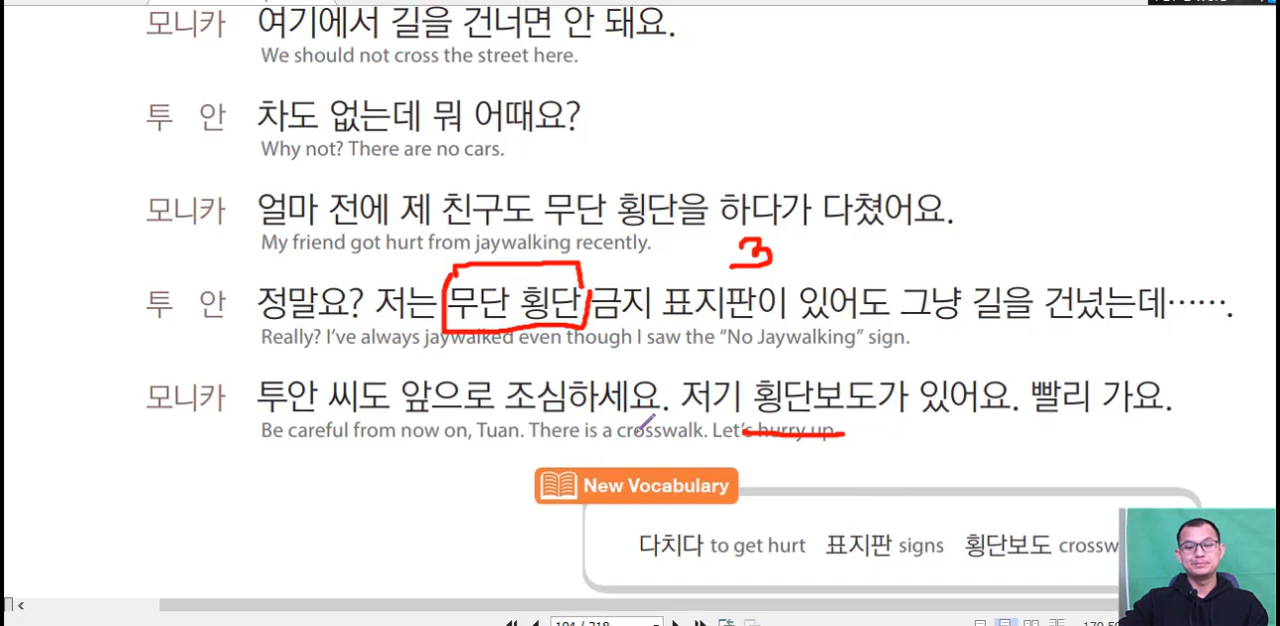 모니카 여기에서 길을 건너면 안 돼요.
We should not cross the street here.
투 안 차도 없는데 뭐 어때요?
Why not? There are no cars.
모니카 얼마 전에 제 친구도 무단 횡단을 하다가 다쳤어요.
My friend got hurt from jaywalking recently.
3
투 안 정말요? 저는 무단 횡단 금지 표지판이 있어도 그냥 길을 건넜는데…….
Really? I’ve always jaywalked even though I saw the “No Jaywalking” sign.
모니카 투안 씨도 앞으로 조심하세요. 저기 횡단보도가 있어요. 빨리 가요.
Be careful from now on, Tuan. There is a crosswalk. Let’s hurry up.
New Vocabulary
다치다 to get hurt 표지판 signs 횡단보도 crossw
104 / 218